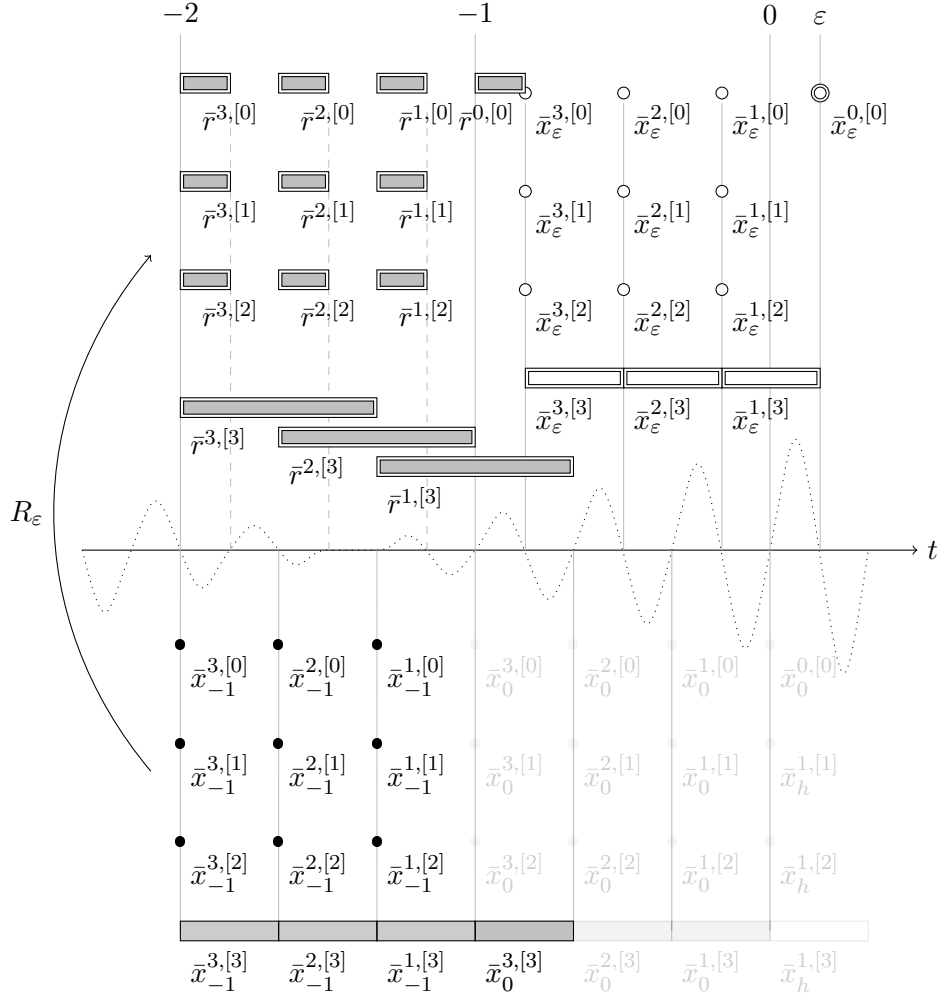 −2 −1 0 ε
r̄^{3,[0]} r̄^{2,[0]} r̄^{1,[0]} r̄^{0,[0]} x̄_ε^{3,[0]} x̄_ε^{2,[0]} x̄_ε^{1,[0]} x̄_ε^{0,[0]}
r̄^{3,[1]} r̄^{2,[1]} r̄^{1,[1]} x̄_ε^{3,[1]} x̄_ε^{2,[1]} x̄_ε^{1,[1]}
r̄^{3,[2]} r̄^{2,[2]} r̄^{1,[2]} x̄_ε^{3,[2]} x̄_ε^{2,[2]} x̄_ε^{1,[2]}
x̄_ε^{3,[3]} x̄_ε^{2,[3]} x̄_ε^{1,[3]}
r̄^{3,[3]}
r̄^{2,[3]}
r̄^{1,[3]}
R_ε
t
x̄_{−1}^{3,[0]} x̄_{−1}^{2,[0]} x̄_{−1}^{1,[0]} x̄_0^{3,[0]} x̄_0^{2,[0]} x̄_0^{1,[0]} x̄_0^{0,[0]}
x̄_{−1}^{3,[1]} x̄_{−1}^{2,[1]} x̄_{−1}^{1,[1]} x̄_0^{3,[1]} x̄_0^{2,[1]} x̄_0^{1,[1]} x̄_h^{1,[1]}
x̄_{−1}^{3,[2]} x̄_{−1}^{2,[2]} x̄_{−1}^{1,[2]} x̄_0^{3,[2]} x̄_0^{2,[2]} x̄_0^{1,[2]} x̄_h^{1,[2]}
x̄_{−1}^{3,[3]} x̄_{−1}^{2,[3]} x̄_{−1}^{1,[3]} x̄_0^{3,[3]} x̄_0^{2,[3]} x̄_0^{1,[3]} x̄_h^{1,[3]}